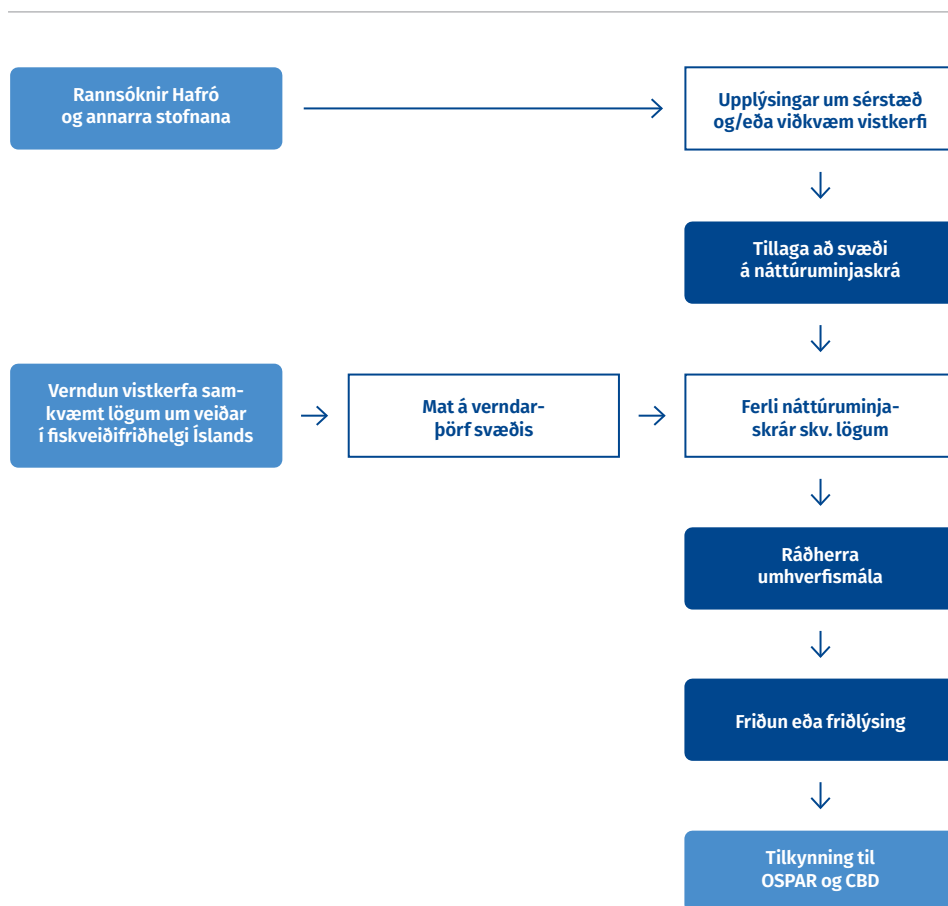 Rannsóknir Hafró
og annarra stofnana
Upplýsingar um sérstæð
og/eða viðkvæm vistkerfi
Tillaga að svæði
á náttúruminjaskrá
Verndun vistkerfa sam-
kvæmt lögum um veiðar
í fiskveiðifriðhelgi Íslands
Mat á verndar-
þörf svæðis
Ferli náttúruminja-
skrár skv. lögum
Ráðherra
umhverfismála
Friðun eða friðlýsing
Tilkynning til
OSPAR og CBD